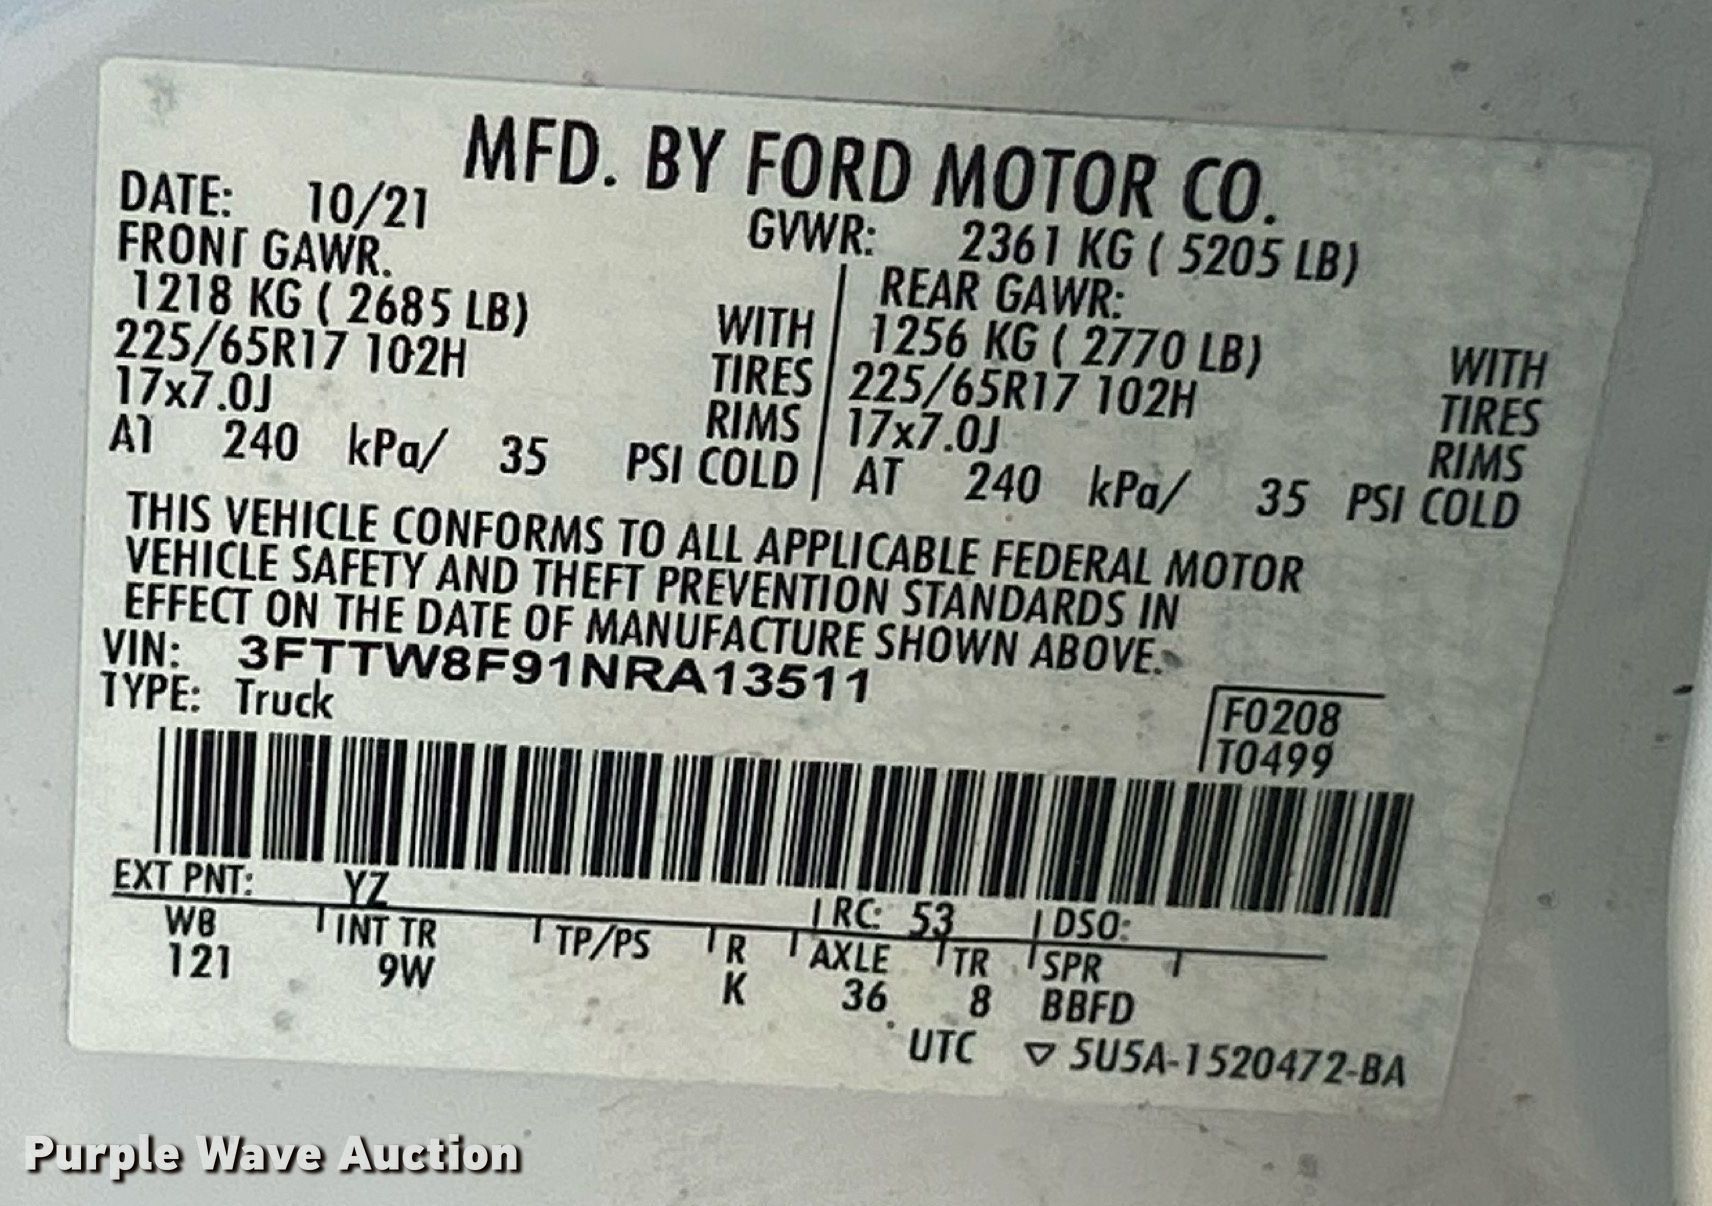 MFD. BY FORD MOTOR CO.
DATE: 10/21 GVWR: 2361 KG ( 5205 LB)
FRONT GAWR. REAR GAWR:
1218 KG ( 2685 LB) WITH 1256 KG ( 2770 LB) WITH
225/65R17 102H TIRES 225/65R17 102H TIRES
17x7.0J RIMS 17x7.0J RIMS
AT 240 kPa/ 35 PSI COLD AT 240 kPa/ 35 PSI COLD
THIS VEHICLE CONFORMS TO ALL APPLICABLE FEDERAL MOTOR
VEHICLE SAFETY AND THEFT PREVENTION STANDARDS IN
EFFECT ON THE DATE OF MANUFACTURE SHOWN ABOVE.
VIN: 3FTTW8F91NRA13511
TYPE: Truck
F0208
T0499
EXT PNT: YZ RC: 53 DSO:
WB INT TR TP/PS R AXLE TR SPR
121 9W K 36 8 BBFD
UTC ▽ 5U5A-1520472-BA
Purple Wave Auction